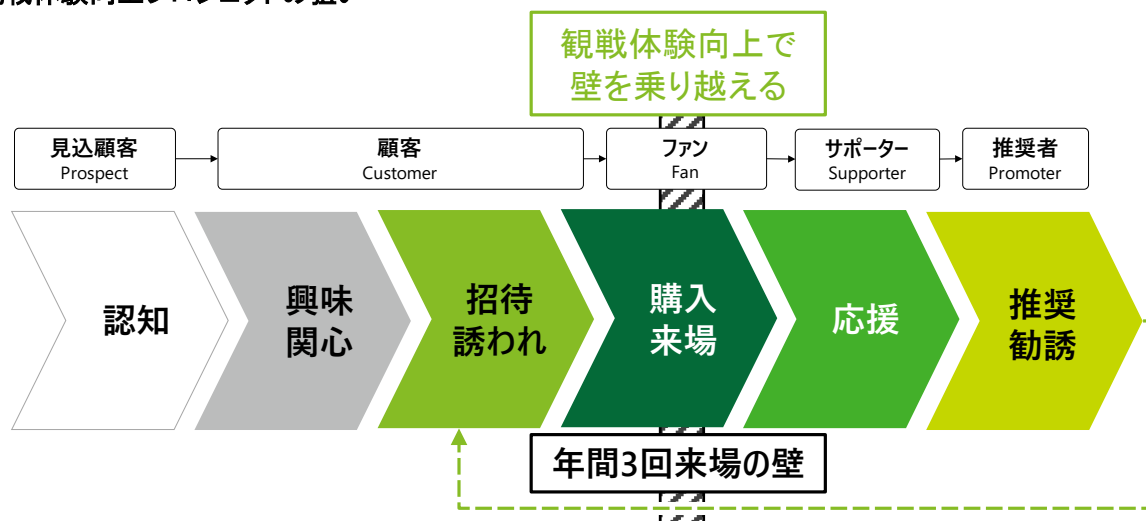 観戦体験向上で
壁を乗り越える
見込顧客
Prospect
顧客
Customer
ファン
Fan
サポーター
Supporter
推奨者
Promoter
認知
興味
関心
招待
誘われ
購入
来場
応援
推奨
勧誘
年間3回来場の壁